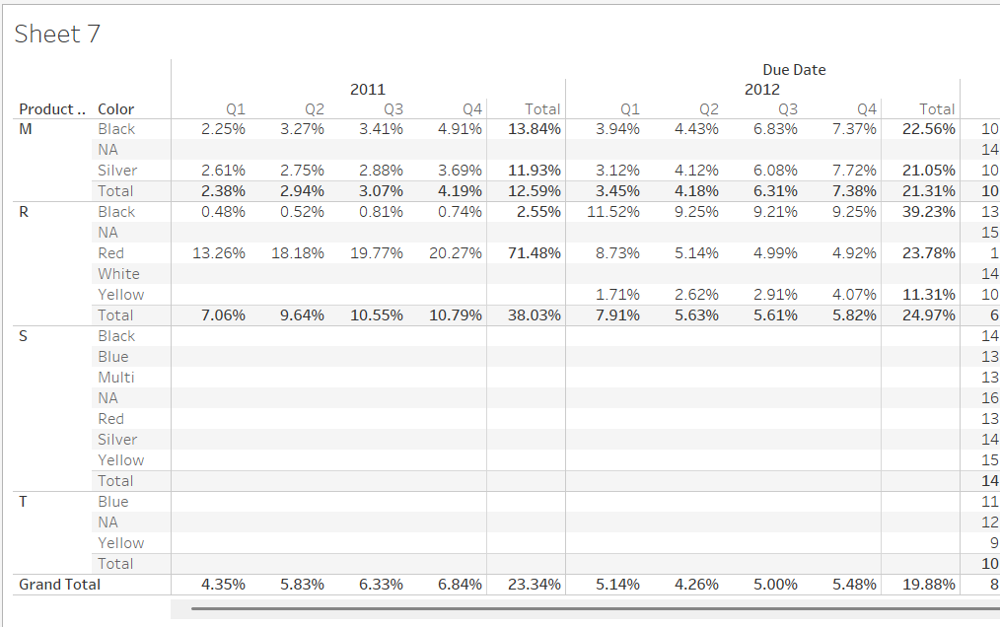 Sheet 7
Due Date
2011 2012
Product .. Color Q1 Q2 Q3 Q4 Total Q1 Q2 Q3 Q4 Total
M Black 2.25% 3.27% 3.41% 4.91% 13.84% 3.94% 4.43% 6.83% 7.37% 22.56% 10
NA 14
Silver 2.61% 2.75% 2.88% 3.69% 11.93% 3.12% 4.12% 6.08% 7.72% 21.05% 10
Total 2.38% 2.94% 3.07% 4.19% 12.59% 3.45% 4.18% 6.31% 7.38% 21.31% 10
R Black 0.48% 0.52% 0.81% 0.74% 2.55% 11.52% 9.25% 9.21% 9.25% 39.23% 13
NA 15
Red 13.26% 18.18% 19.77% 20.27% 71.48% 8.73% 5.14% 4.99% 4.92% 23.78% 1
White 14
Yellow 1.71% 2.62% 2.91% 4.07% 11.31% 10
Total 7.06% 9.64% 10.55% 10.79% 38.03% 7.91% 5.63% 5.61% 5.82% 24.97% 6
S Black 14
Blue 13
Multi 13
NA 16
Red 13
Silver 14
Yellow 15
Total 14
T Blue 11
NA 12
Yellow 9
Total 10
Grand Total 4.35% 5.83% 6.33% 6.84% 23.34% 5.14% 4.26% 5.00% 5.48% 19.88% 8